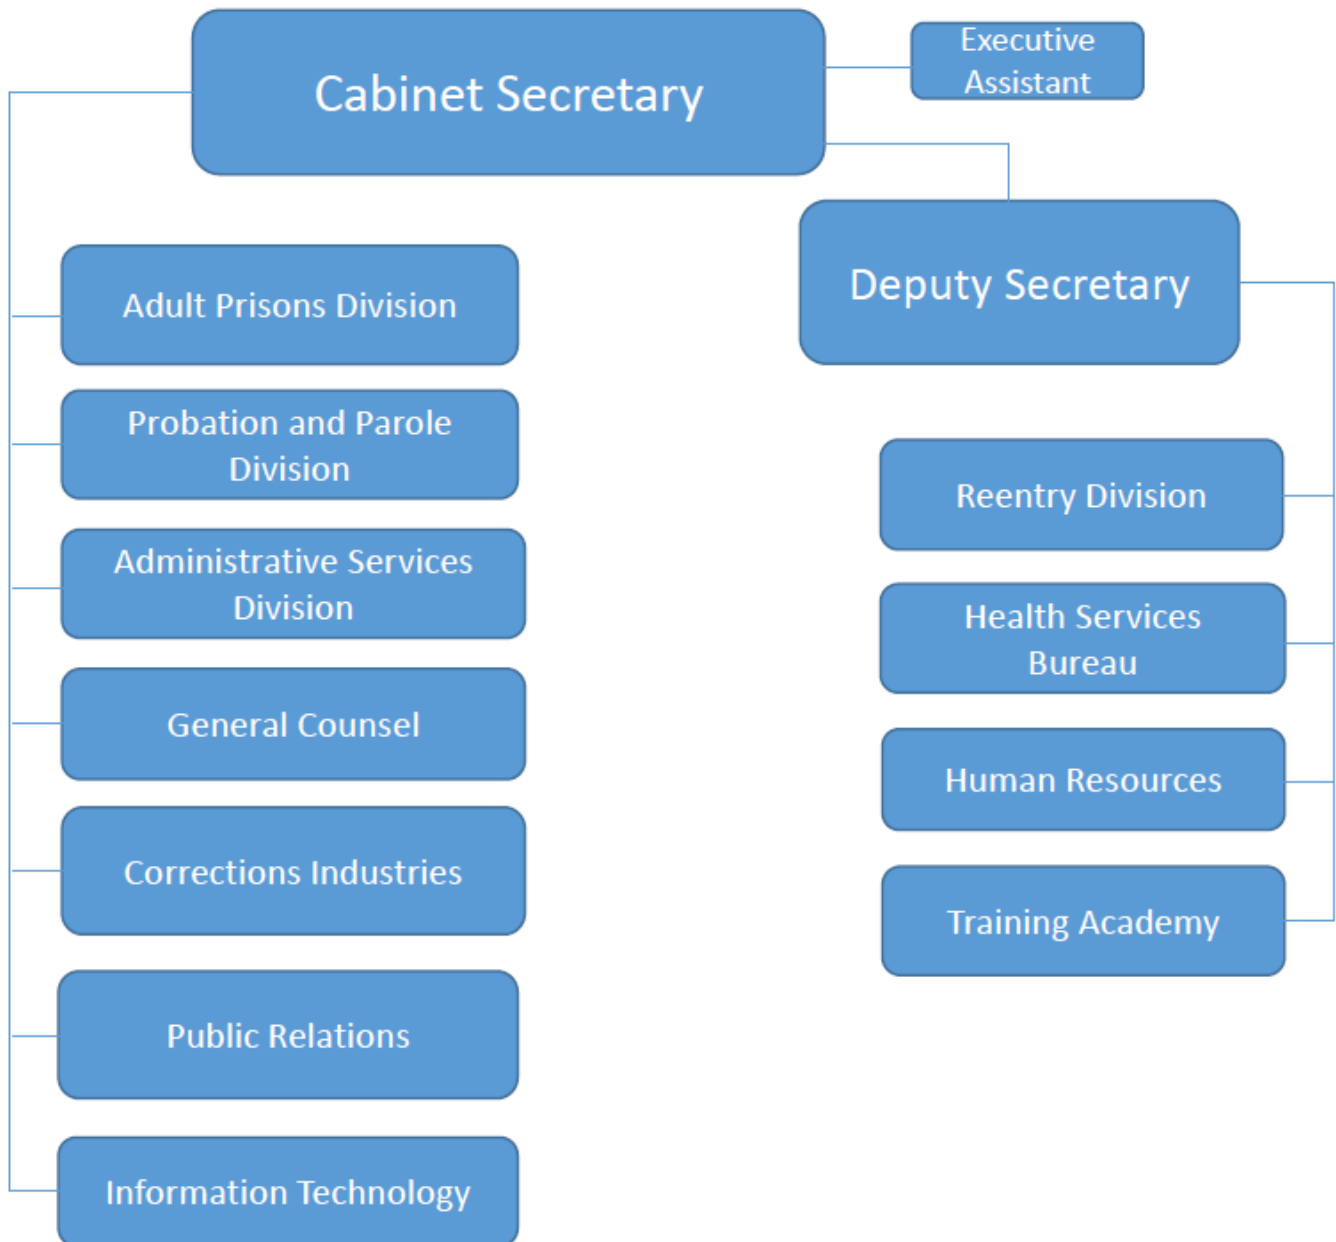 Cabinet Secretary
Executive
Assistant
Deputy Secretary
Adult Prisons Division
Probation and Parole
Division
Administrative Services
Division
General Counsel
Corrections Industries
Public Relations
Information Technology
Reentry Division
Health Services
Bureau
Human Resources
Training Academy